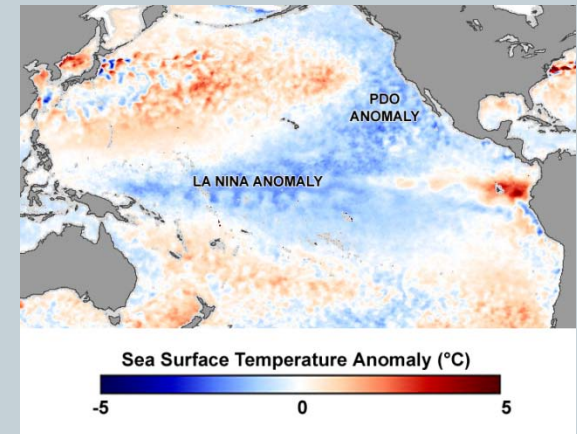 PDO
ANOMALY
LA NINA ANOMALY
Sea Surface Temperature Anomaly (°C)
-5 0 5